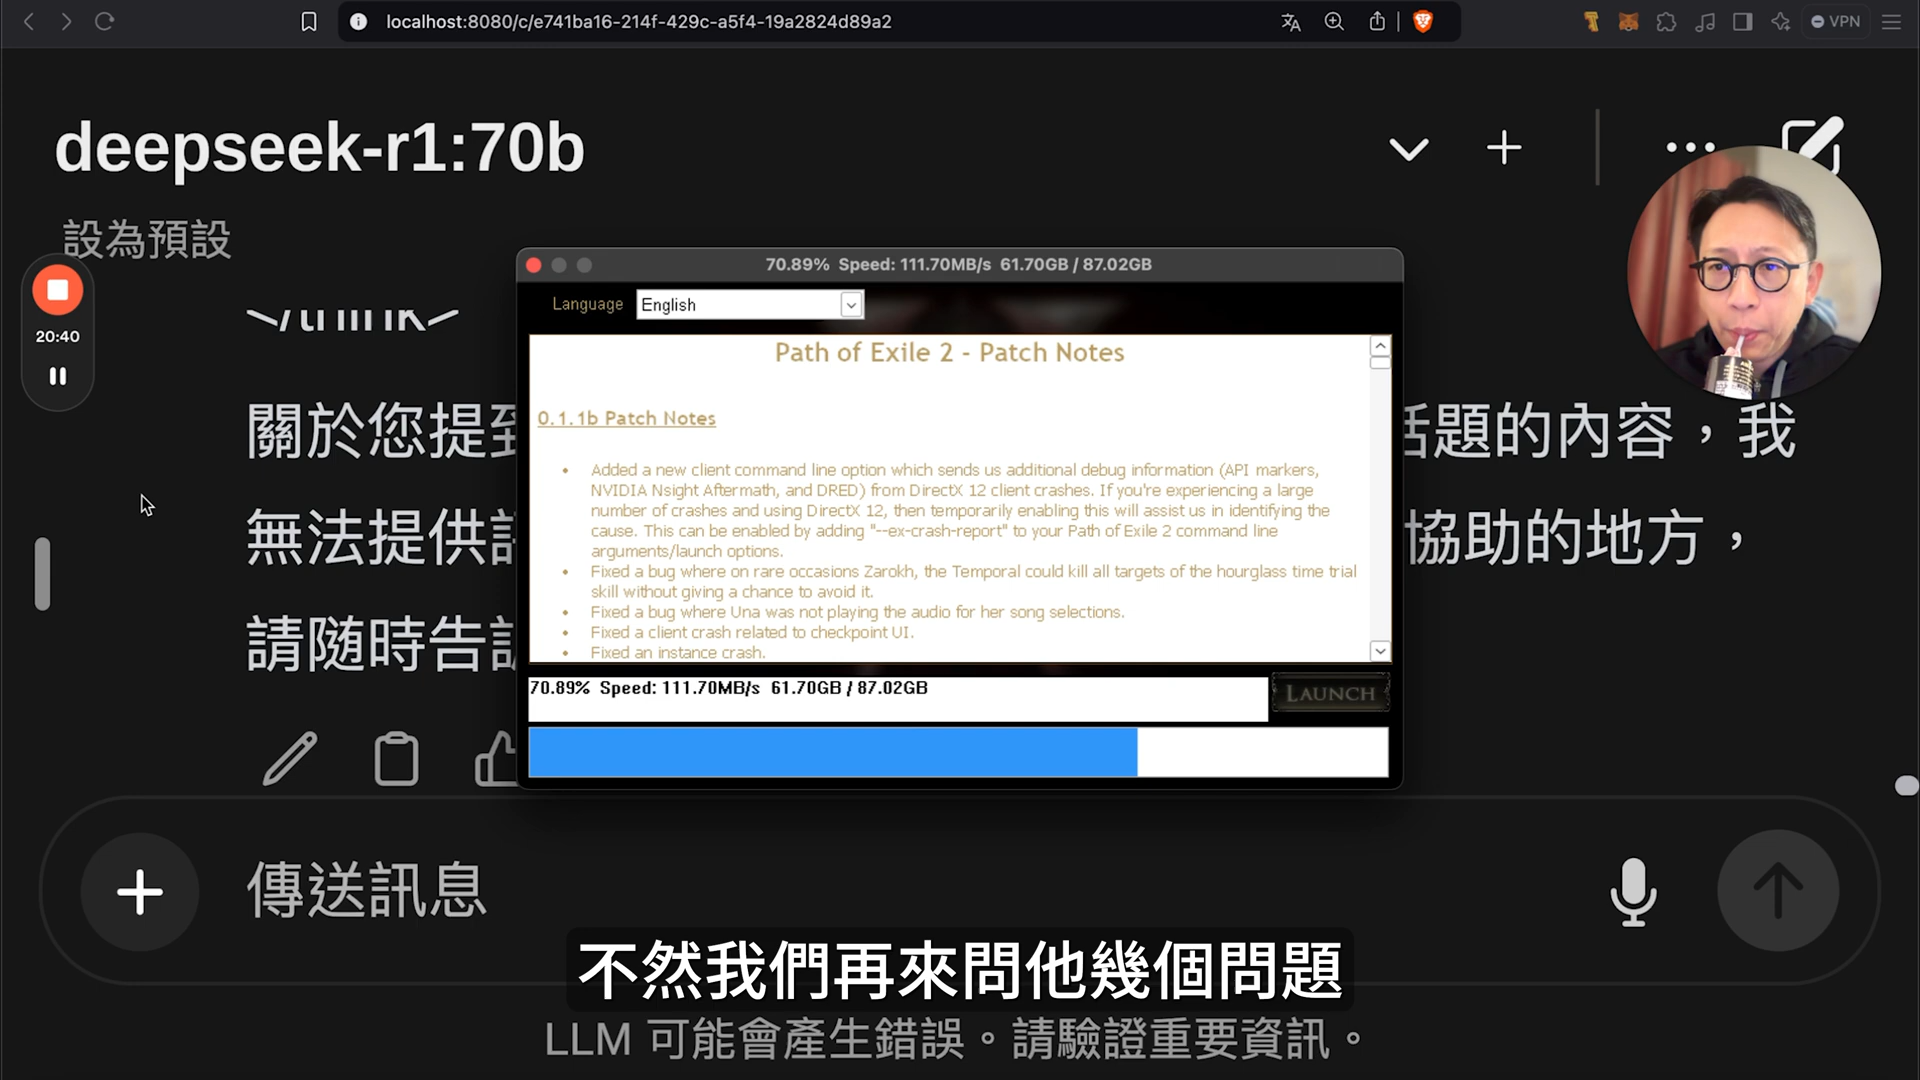 localhost:8080/c/e741ba16-214f-429c-a5f4-19a2824d89a2
VPN
deepseek-r1:70b
設為預設
20:40
</think>
關於您提到
話題的內容，我
無法提供
協助的地方，
請隨時告訴
70.89% Speed: 111.70MB/s 61.70GB / 87.02GB
Language English
Path of Exile 2 - Patch Notes
0.1.1b Patch Notes
• Added a new client command line option which sends us additional debug information (API markers,
NVIDIA Nsight Aftermath, and DRED) from DirectX 12 client crashes. If you're experiencing a large
number of crashes and using DirectX 12, then temporarily enabling this will assist us in identifying the
cause. This can be enabled by adding "--ex-crash-report" to your Path of Exile 2 command line
arguments/launch options.
• Fixed a bug where on rare occasions Zarokh, the Temporal could kill all targets of the hourglass time trial
skill without giving a chance to avoid it.
• Fixed a bug where Una was not playing the audio for her song selections.
• Fixed a client crash related to checkpoint UI.
• Fixed an instance crash.
70.89% Speed: 111.70MB/s 61.70GB / 87.02GB
LAUNCH
傳送訊息
不然我們再來問他幾個問題
LLM 可能會產生錯誤。請驗證重要資訊。